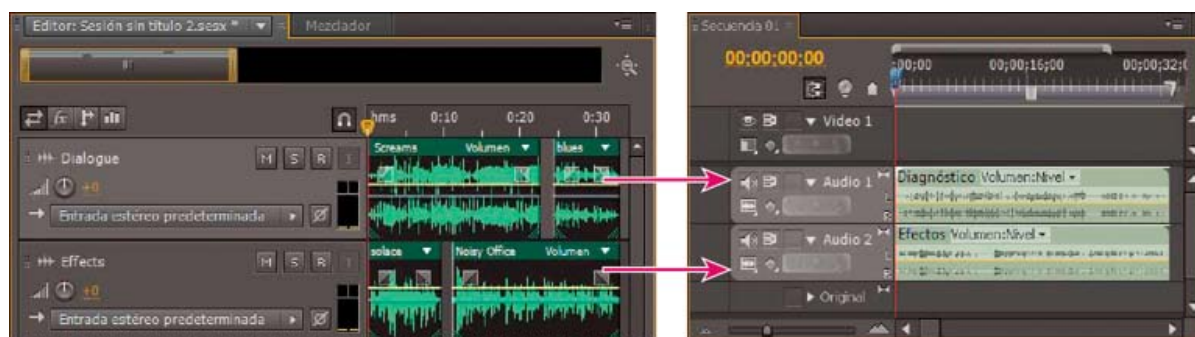 Editor: Sesión sin título 2.sesx *
Mezclador
fx
hms 0:10 0:20 0:30
Dialogue M S R I
+0
Entrada estéreo predeterminada
Screams Volumen blues
Effects M S R I
+0
Entrada estéreo predeterminada
solace Noisy Office Volumen
Secuencia 01
00;00;00;00
:00;00 00;00;16;00 00;00;32;0
Video 1
Audio 1
Diagnóstico Volumen:Nivel
L
R
Audio 2
Efectos Volumen:Nivel
L
R
Original